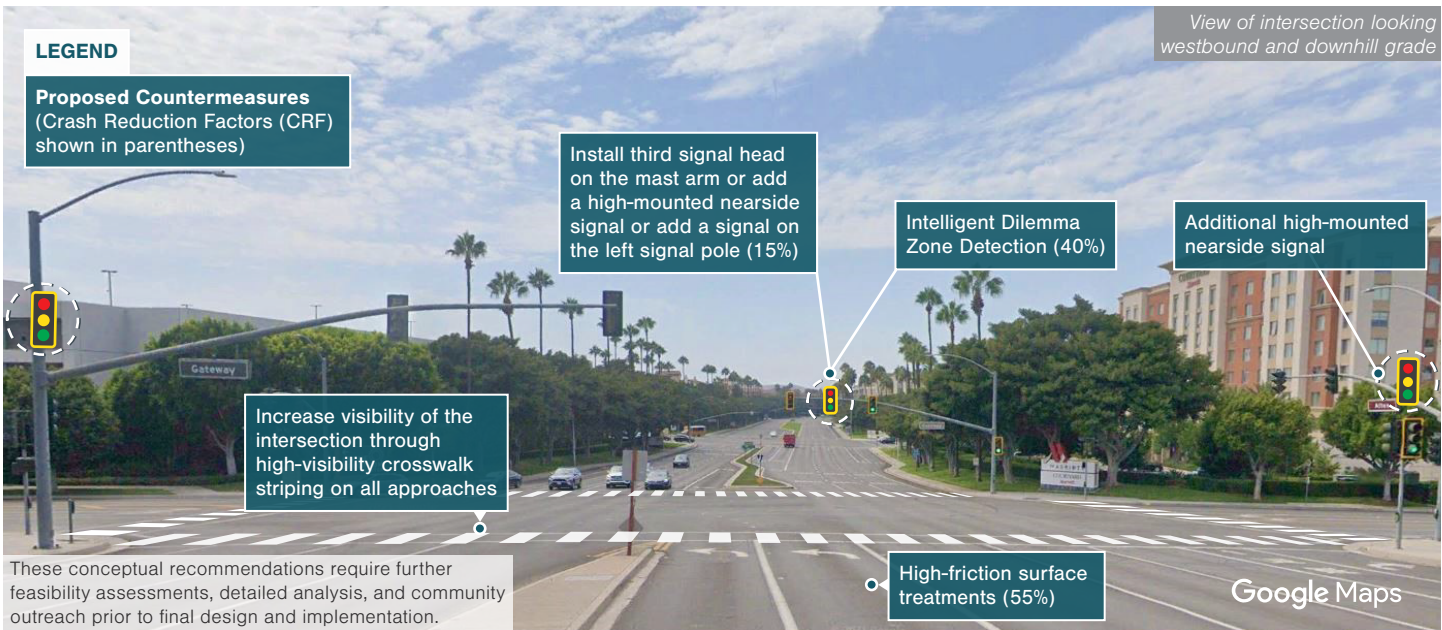 View of intersection looking
westbound and downhill grade
LEGEND
Proposed Countermeasures
(Crash Reduction Factors (CRF)
shown in parentheses)
Install third signal head
on the mast arm or add
a high-mounted nearside
signal or add a signal on
the left signal pole (15%)
Intelligent Dilemma
Zone Detection (40%)
Additional high-mounted
nearside signal
Gateway
Increase visibility of the
intersection through
high-visibility crosswalk
striping on all approaches
These conceptual recommendations require further
feasibility assessments, detailed analysis, and community
outreach prior to final design and implementation.
High-friction surface
treatments (55%)
Google Maps